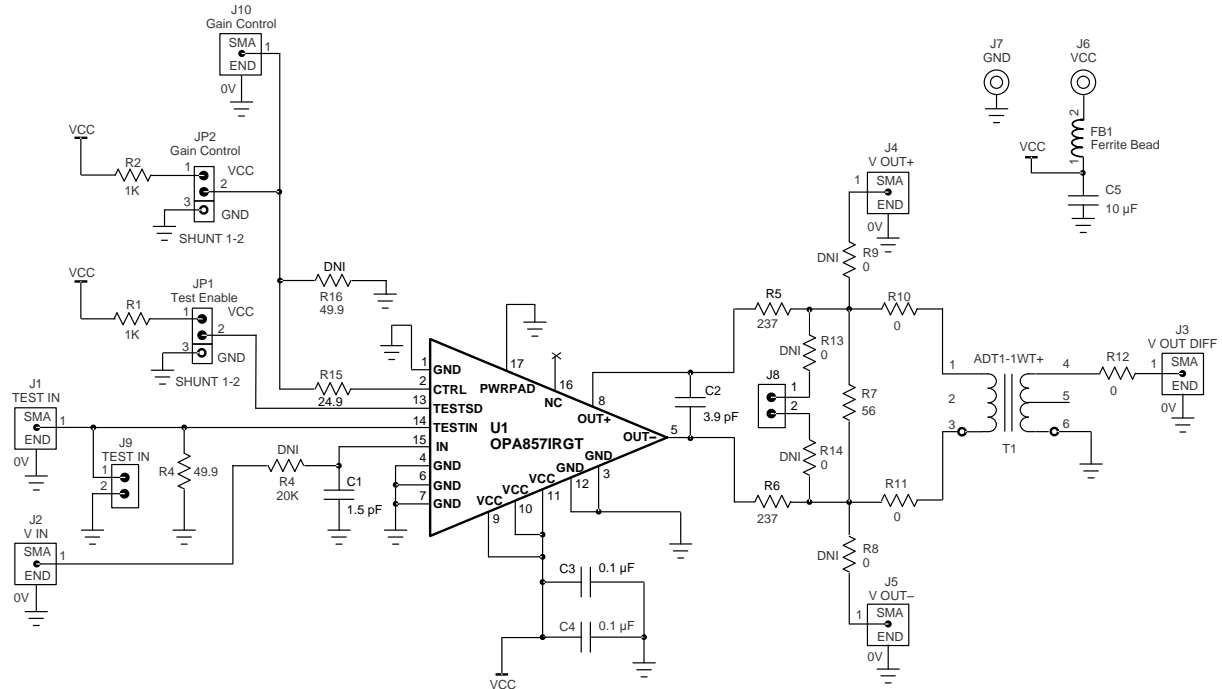 J10
Gain Control
SMA
END
1
0V
VCC
R2
1K
JP2
Gain Control
1
2
3
VCC
GND
SHUNT 1-2
VCC
R1
1K
JP1
Test Enable
1
2
3
VCC
GND
SHUNT 1-2
DNI
R16
49.9
R15
24.9
J1
TEST IN
SMA
END
1
0V
J9
TEST IN
1
2
R4
49.9
J2
V IN
SMA
END
1
0V
DNI
R4
20K
C1
1.5 pF
1
GND
2
CTRL
13
TESTSD
14
TESTIN
15
IN
4
GND
6
GND
7
GND
17
PWRPAD
16
NC
U1
OPA857IRGT
8
OUT+
OUT–
5
GND
3
GND
12
VCC
11
VCC
10
VCC
9
C3
0.1 µF
C4
0.1 µF
VCC
C2
3.9 pF
R5
237
R6
237
J8
1
2
DNI
R13
0
DNI
R14
0
R7
56
DNI
R9
0
DNI
R8
0
J4
V OUT+
1
SMA
END
0V
J5
V OUT–
1
SMA
END
0V
R10
0
R11
0
ADT1-1WT+
1
2
3
4
5
6
T1
R12
0
J3
V OUT DIFF
1
SMA
END
0V
J7
GND
J6
VCC
2
FB1
Ferrite Bead
1
VCC
C5
10 µF